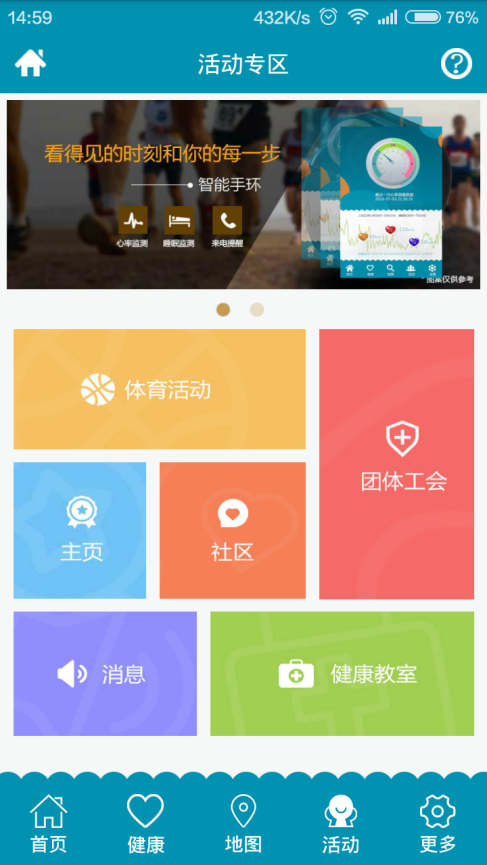 14:59 432K/s 76%
活动专区
看得见的时刻和你的每一步
智能手环
心率监测 睡眠监测 来电提醒
图案仅供参考
体育活动
团体工会
主页
社区
消息
健康教室
首页 健康 地图 活动 更多